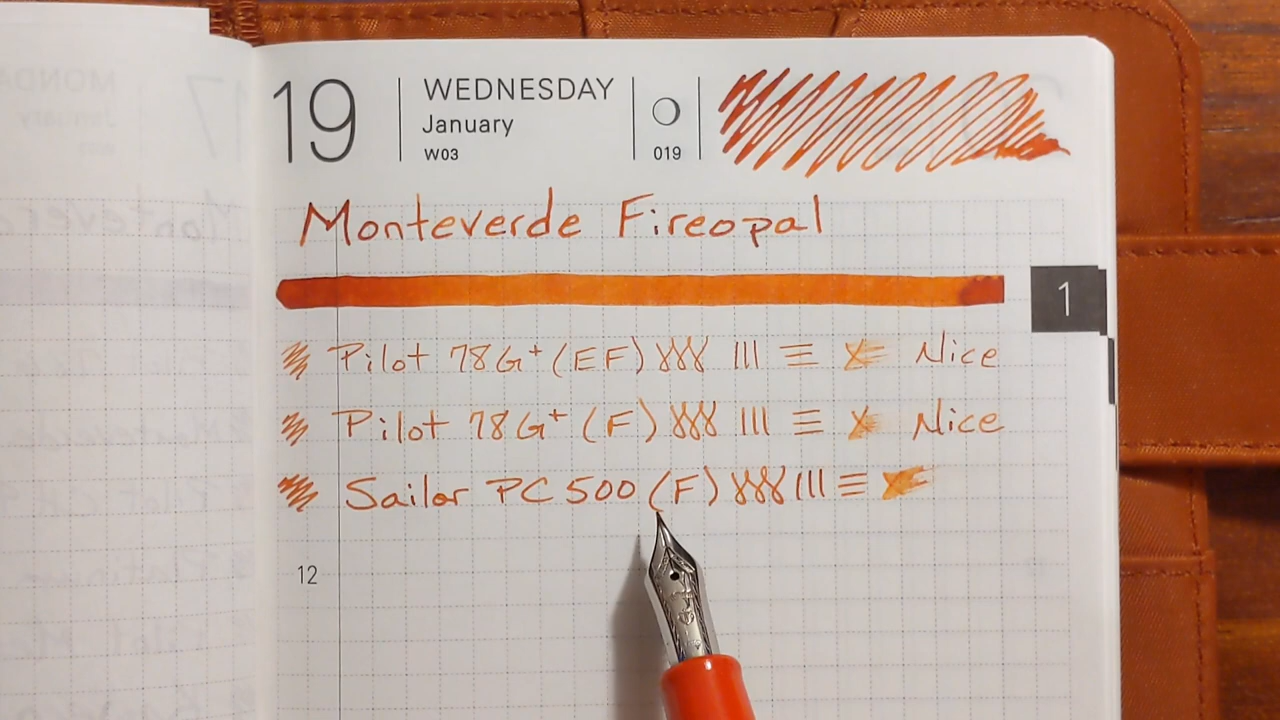 19 WEDNESDAY
January
W03 019
Monteverde Fireopal
1
Pilot 78G+ (EF) Nice
Pilot 78G+ (F) Nice
Sailor PC 500 (F)
12